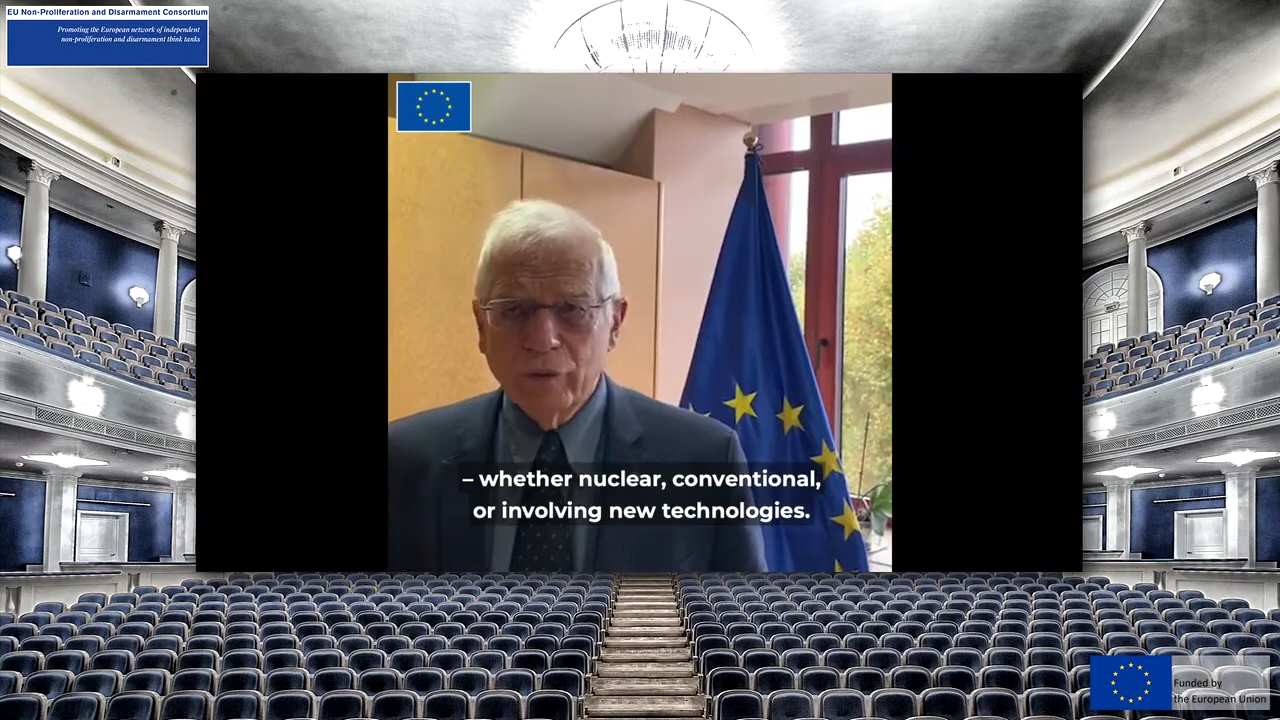 EU Non-Proliferation and Disarmament Consortium
Promoting the European network of independent
non-proliferation and disarmament think tanks
– whether nuclear, conventional,
or involving new technologies.
Funded by
the European Union